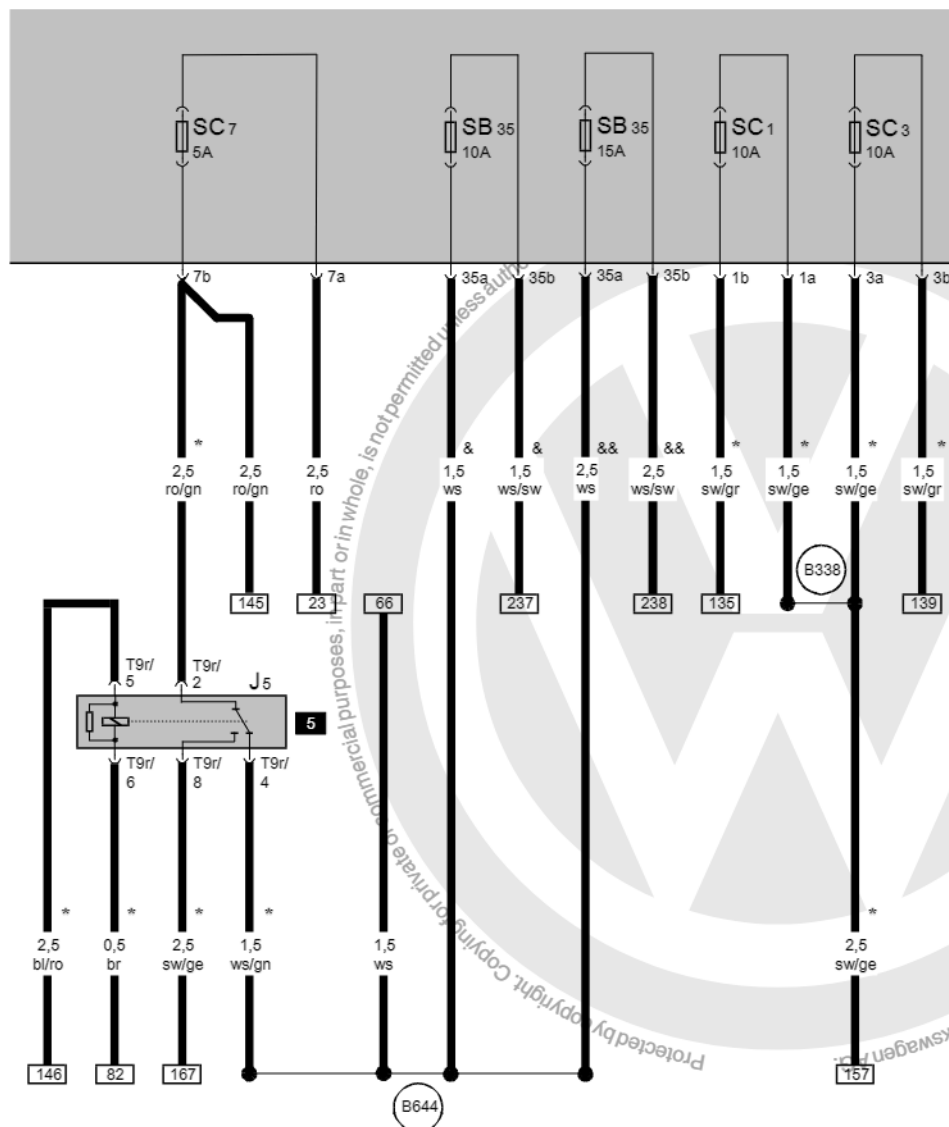 SC 7
5A
SB 35
10A
SB 35
15A
SC 1
10A
SC 3
10A
7b
7a
35a
35b
35a
35b
1b
1a
3a
3b
*
&
&
&&
&&
*
*
*
*
2,5
ro/gn
2,5
ro/gn
2,5
ro
1,5
ws
1,5
ws/sw
2,5
ws
2,5
ws/sw
1,5
sw/gr
1,5
sw/ge
1,5
sw/ge
1,5
sw/gr
B338
145
23
66
237
238
135
139
T9r/
5
T9r/
2
J5
5
T9r/
6
T9r/
8
T9r/
4
*
*
*
*
*
2,5
bl/ro
0,5
br
2,5
sw/ge
1,5
ws/gn
1,5
ws
2,5
sw/ge
146
82
167
157
B644
Protected by copyright. Copying for private or commercial purposes, in part or in whole, is not permitted unless
AG.